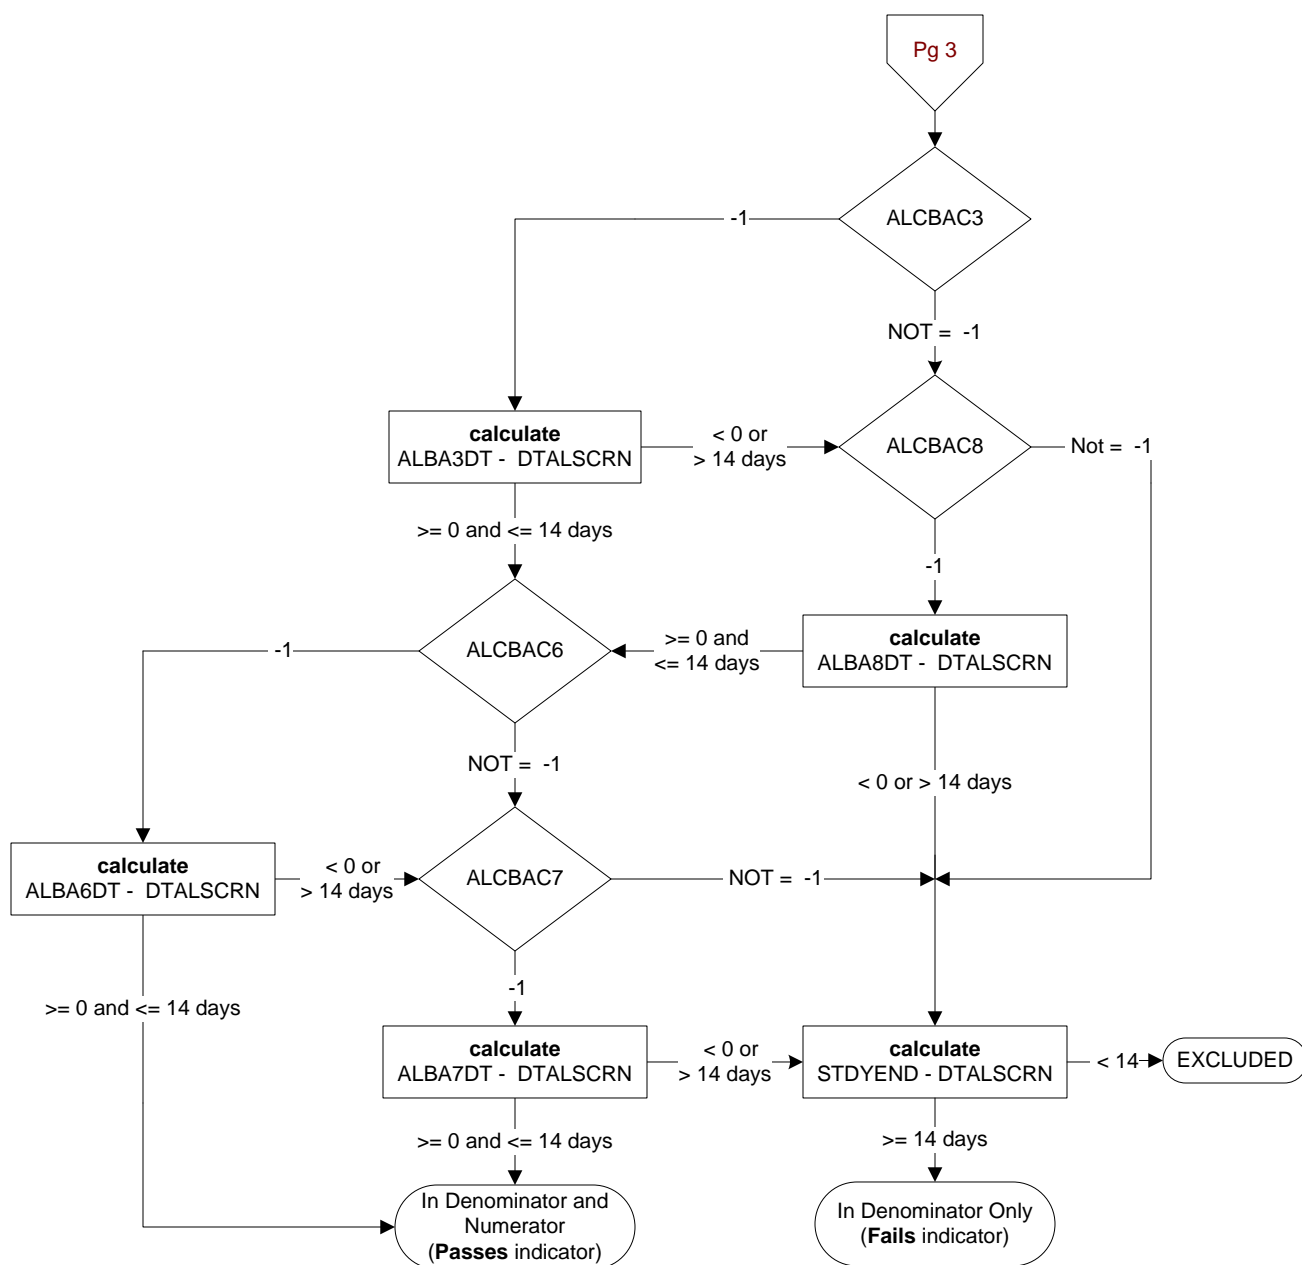 Pg 3
ALCBAC3
-1
NOT = -1
calculate
ALBA3DT - DTALSCRN
< 0 or
> 14 days
ALCBAC8
Not = -1
>= 0 and <= 14 days
-1
ALCBAC6
-1
>= 0 and
<= 14 days
calculate
ALBA8DT - DTALSCRN
NOT = -1
< 0 or > 14 days
calculate
ALBA6DT - DTALSCRN
< 0 or
> 14 days
ALCBAC7
NOT = -1
>= 0 and <= 14 days
-1
calculate
ALBA7DT - DTALSCRN
< 0 or
> 14 days
calculate
STDYEND - DTALSCRN
< 14
EXCLUDED
>= 0 and <= 14 days
>= 14 days
In Denominator and
Numerator
(Passes indicator)
In Denominator Only
(Fails indicator)